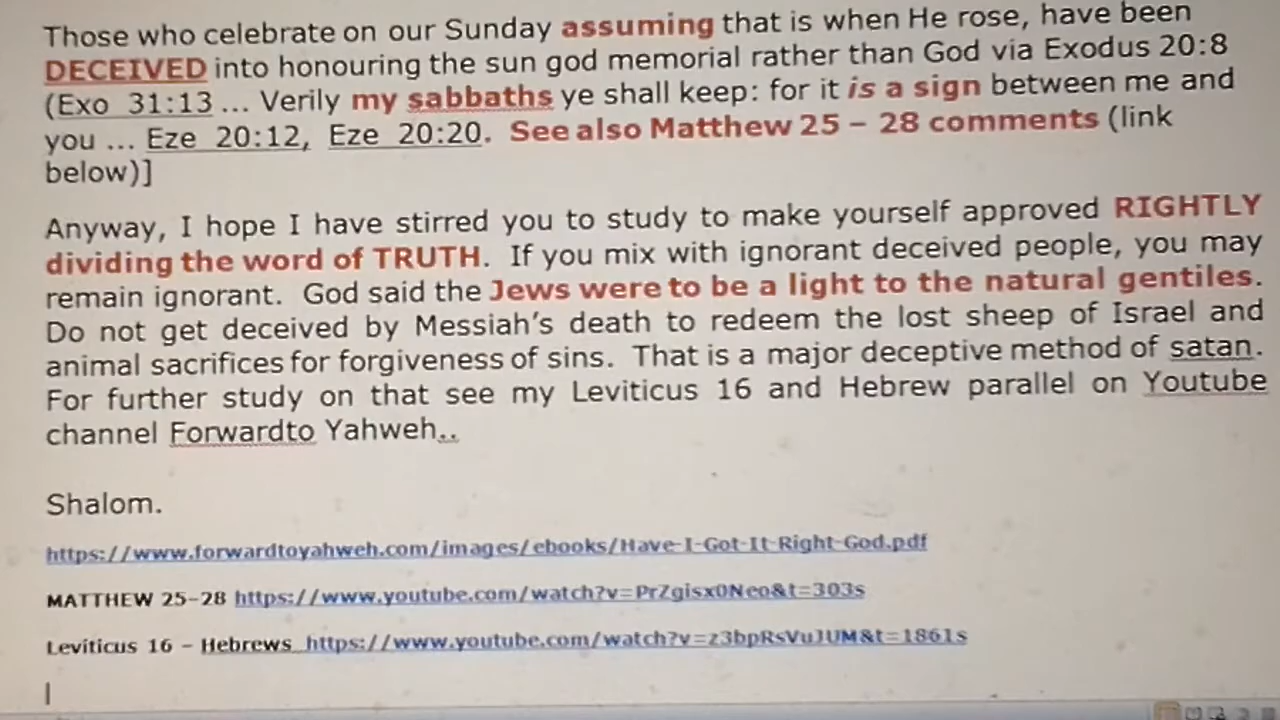 Those who celebrate on our Sunday assuming that is when He rose, have been
DECEIVED into honouring the sun god memorial rather than God via Exodus 20:8
(Exo 31:13 ... Verily my sabbaths ye shall keep: for it is a sign between me and
you ... Eze 20:12, Eze 20:20. See also Matthew 25 – 28 comments (link
below)]
Anyway, I hope I have stirred you to study to make yourself approved RIGHTLY
dividing the word of TRUTH. If you mix with ignorant deceived people, you may
remain ignorant. God said the Jews were to be a light to the natural gentiles.
Do not get deceived by Messiah's death to redeem the lost sheep of Israel and
animal sacrifices for forgiveness of sins. That is a major deceptive method of satan.
For further study on that see my Leviticus 16 and Hebrew parallel on Youtube
channel Forwardto Yahweh..
Shalom.
https://www.forwardtoyahweh.com/images/ebooks/Have-I-Got-It-Right-God.pdf
MATTHEW 25-28 https://www.youtube.com/watch?v=PrZgisx0Neo&t=303s
Leviticus 16 – Hebrews https://www.youtube.com/watch?v=z3bpRsVuJUM&t=1861s